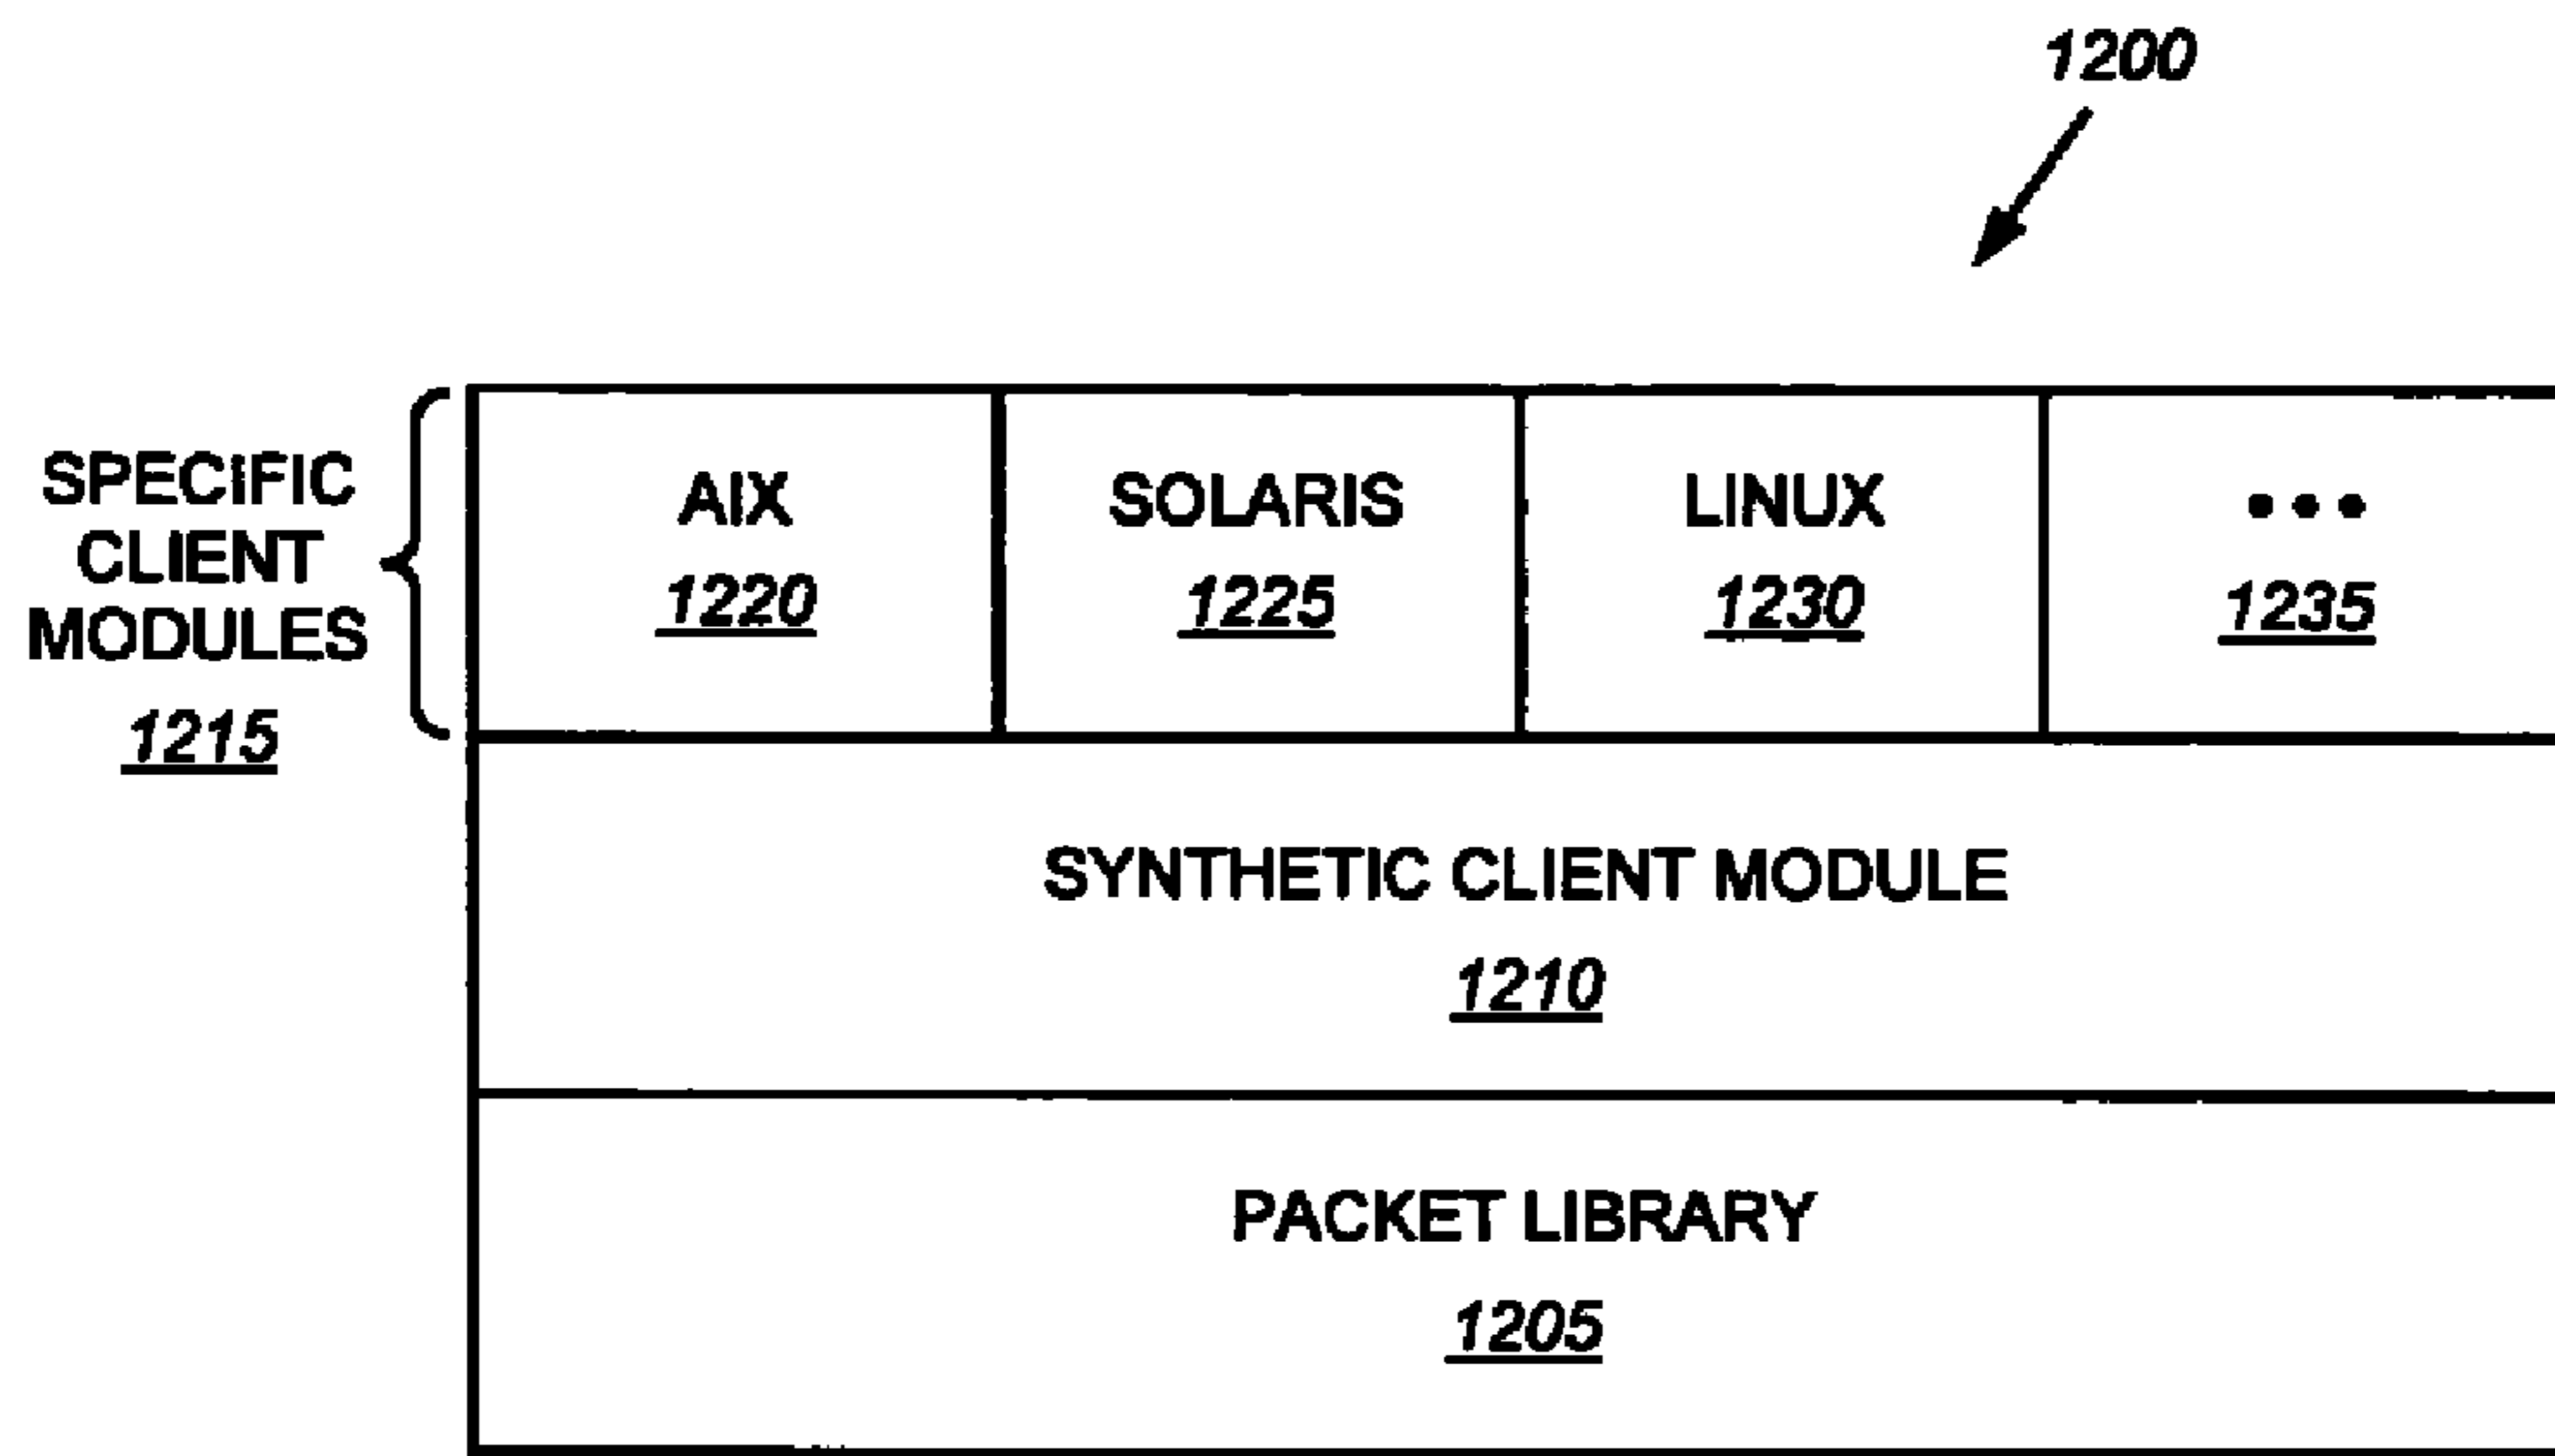 1200
SPECIFIC
CLIENT
MODULES
1215
AIX
1220
SOLARIS
1225
LINUX
1230
•••
1235
SYNTHETIC CLIENT MODULE
1210
PACKET LIBRARY
1205